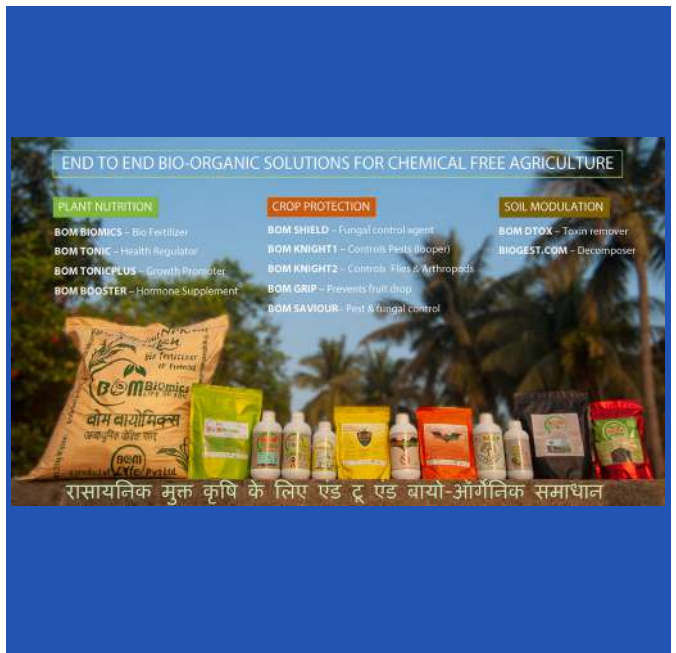 END TO END BIO-ORGANIC SOLUTIONS FOR CHEMICAL FREE AGRICULTURE
PLANT NUTRITION
BOM BIOMICS – Bio Fertilizer
BOM TONIC – Health Regulator
BOM TONICPLUS – Growth Promoter
BOM BOOSTER – Hormone Supplement
CROP PROTECTION
BOM SHIELD – Fungal control agent
BOM KNIGHT1 – Controls Pests (looper)
BOM KNIGHT2 – Controls Flies & Arthropods
BOM GRIP – Prevents fruit drop
BOM SAVIOUR – Pest & fungal control
SOIL MODULATION
BOM DTOX – Toxin remover
BIOGEST.COM – Decomposer
Bio Fertilizer
BOM Biomics
बोम बायोमिक्स
BOM
रासायनिक मुक्त कृषि के लिए एंड टू एंड बायो-ऑर्गेनिक समाधान